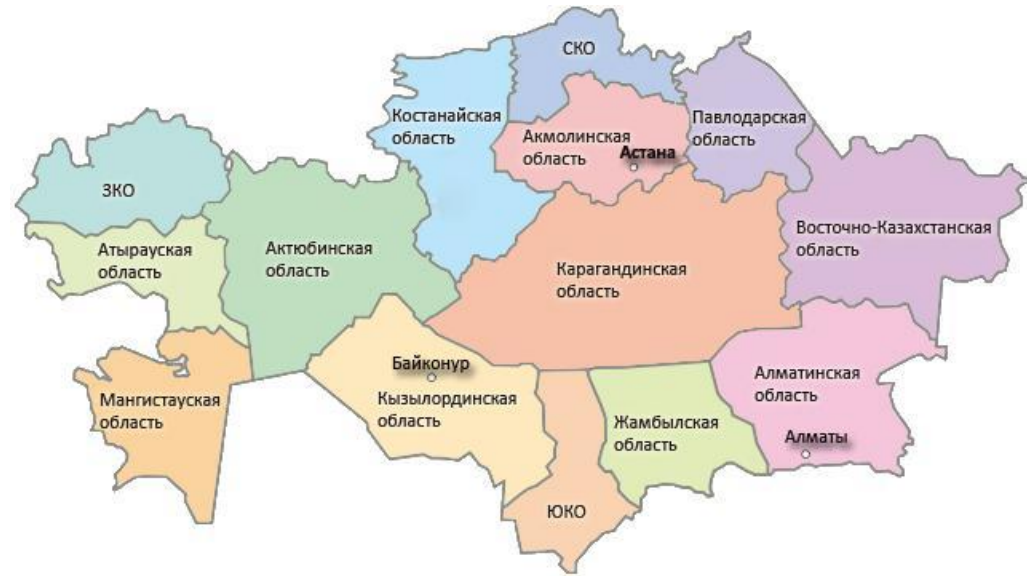 СКО
Костанайская
область
Акмолинская
область
Астана
Павлодарская
область
ЗКО
Восточно-Казахстанская
область
Атырауская
область
Актюбинская
область
Карагандинская
область
Байконур
Кызылординская
область
Мангистауская
область
Алматинская
область
Жамбылская
область
Алматы
ЮКО